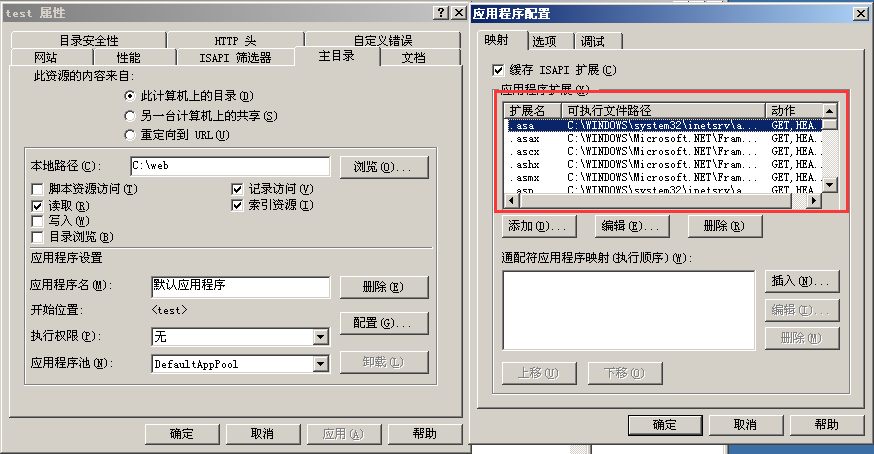 test 属性
目录安全性
HTTP 头
自定义错误
网站
性能
ISAPI 筛选器
主目录
文档
此资源的内容来自:
此计算机上的目录(D)
另一台计算机上的共享(S)
重定向到 URL(U)
本地路径(C):
C:\web
浏览(O)...
脚本资源访问(T)
读取(R)
写入(W)
目录浏览(B)
记录访问(V)
索引资源(I)
应用程序设置
应用程序名(M):
默认应用程序
删除(E)
开始位置:
<test>
配置(G)...
执行权限(P):
无
应用程序池(N):
DefaultAppPool
卸载(L)
确定
取消
应用(A)
帮助
应用程序配置
映射
选项
调试
缓存 ISAPI 扩展(C)
应用程序扩展(X)
扩展名 可执行文件路径 动作
.asa C:\WINDOWS\system32\inetsrv\a... GET,HEA..
.asax C:\WINDOWS\Microsoft.NET\Fram... GET,HEA..
.ascx C:\WINDOWS\Microsoft.NET\Fram... GET,HEA..
.ashx C:\WINDOWS\Microsoft.NET\Fram... GET,HEA..
.asmx C:\WINDOWS\Microsoft.NET\Fram... GET,HEA..
.asp C:\WINDOWS\system32\inetsrv\a... GET,HEA..
添加(D)...
编辑(E)...
删除(R)
通配符应用程序映射(执行顺序)(W):
插入(N)...
编辑(I)...
删除(M)
上移(U)
下移(O)
确定
取消
帮助